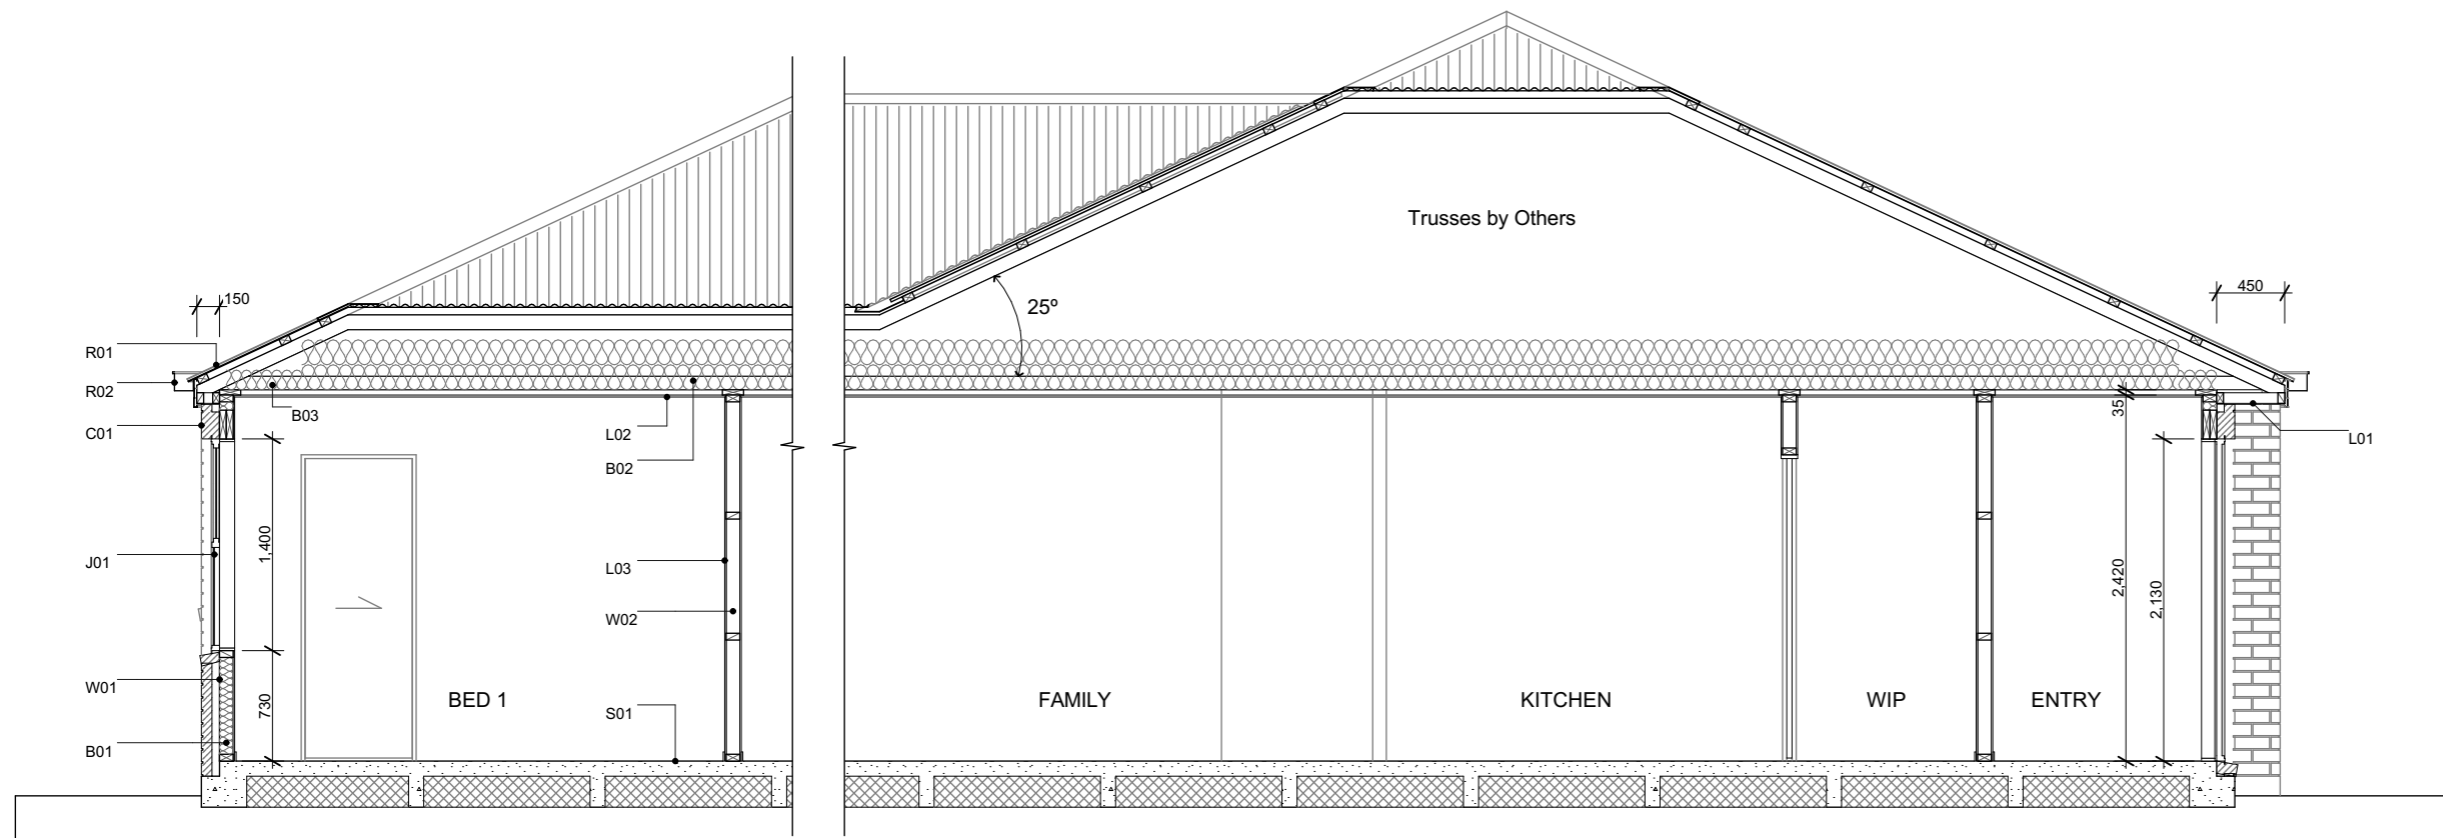 Trusses by Others
25º
150
450
R01
R02
B03
C01
L02
B02
L01
35
1,400
J01
L03
W02
2,420
2,130
W01
730
B01
S01
BED 1
FAMILY
KITCHEN
WIP
ENTRY